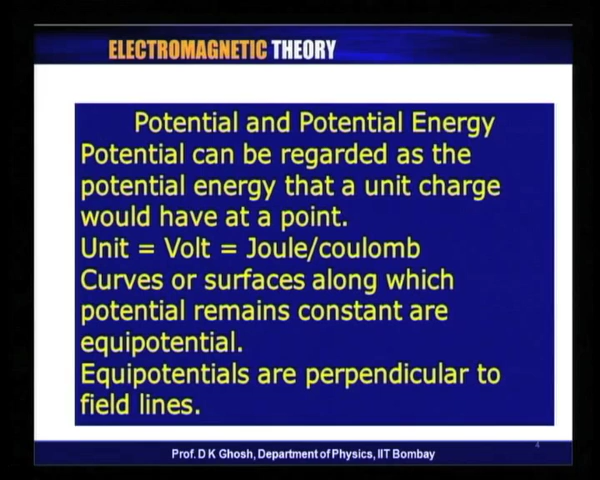 ELECTROMAGNETIC THEORY
Potential and Potential Energy
Potential can be regarded as the
potential energy that a unit charge
would have at a point.
Unit = Volt = Joule/coulomb
Curves or surfaces along which
potential remains constant are
equipotential.
Equipotentials are perpendicular to
field lines.
4
Prof. D K Ghosh, Department of Physics, IIT Bombay